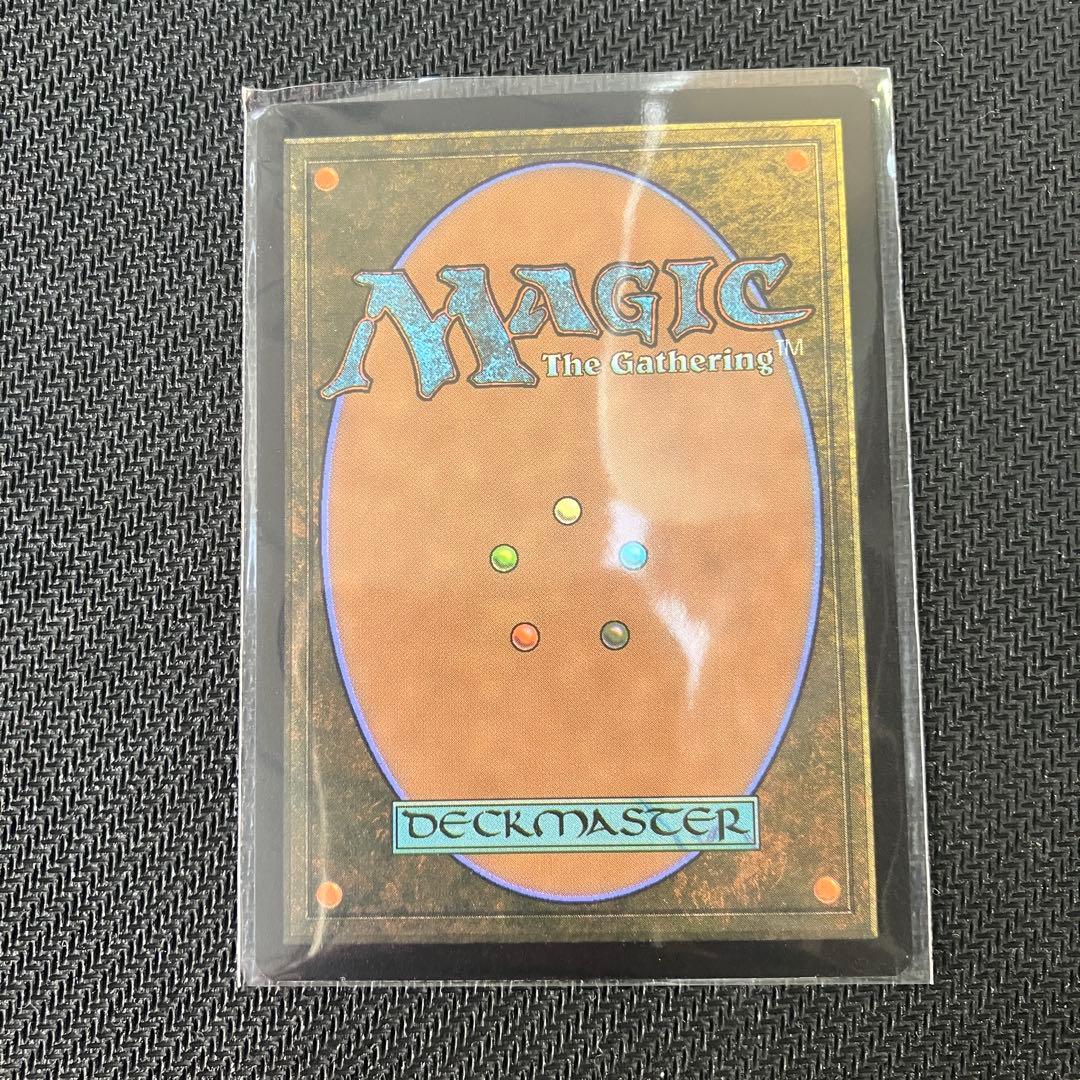 MAGIC
The Gathering™
DECKMASTER